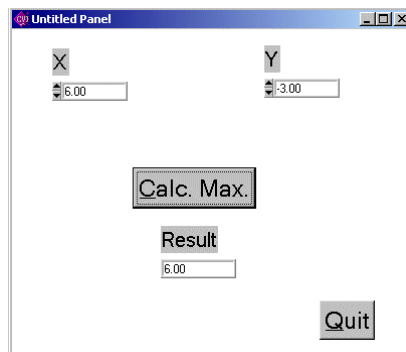 Untitled Panel
X
Y
6.00
-3.00
Calc. Max.
Result
6.00
Quit